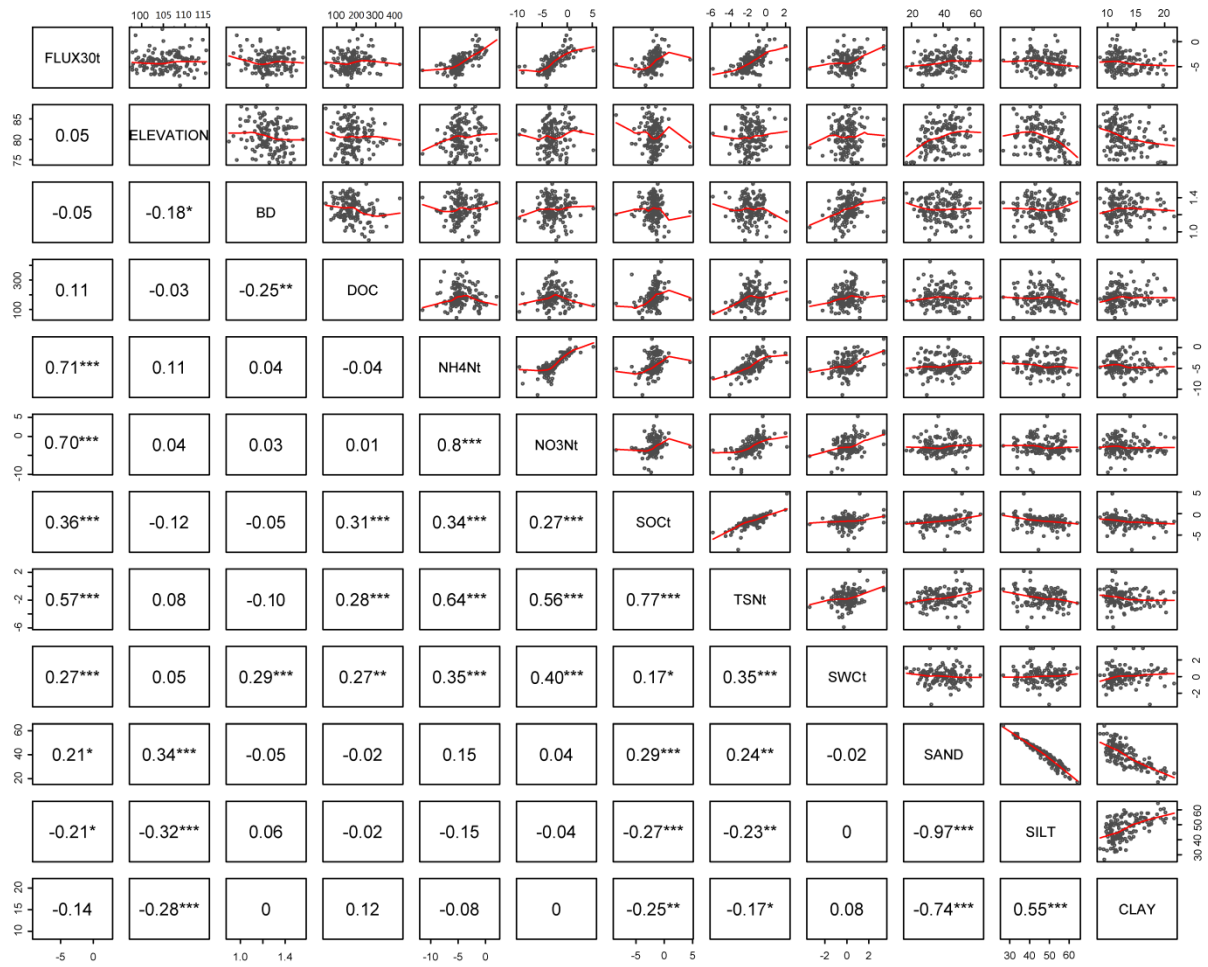 100 105 110 115 100 200 300 400 -10 -5 0 5 -6 -4 -2 0 2 20 40 60 10 15 20
FLUX30t 0 -5
0.05 ELEVATION 85 80 75
-0.05 -0.18* BD 1.4 1.0
0.11 -0.03 -0.25** DOC 300 100
0.71*** 0.11 0.04 -0.04 NH4Nt 0 -5 -10
5 0 -10 0.70*** 0.04 0.03 0.01 0.8*** NO3Nt
0.36*** -0.12 -0.05 0.31*** 0.34*** 0.27*** SOCt 5 0 -5
2 -2 -6 0.57*** 0.08 -0.10 0.28*** 0.64*** 0.56*** 0.77*** TSNt
0.27*** 0.05 0.29*** 0.27** 0.35*** 0.40*** 0.17* 0.35*** SWCt 2 0 -2
60 40 20 0.21* 0.34*** -0.05 -0.02 0.15 0.04 0.29*** 0.24** -0.02 SAND
-0.21* -0.32*** 0.06 -0.02 -0.15 -0.04 -0.27*** -0.23** 0 -0.97*** SILT 30 40 50 60
20 15 10 -0.14 -0.28*** 0 0.12 -0.08 0 -0.25** -0.17* 0.08 -0.74*** 0.55*** CLAY
-5 0 1.0 1.4 -10 -5 0 -5 0 5 -2 0 2 30 40 50 60